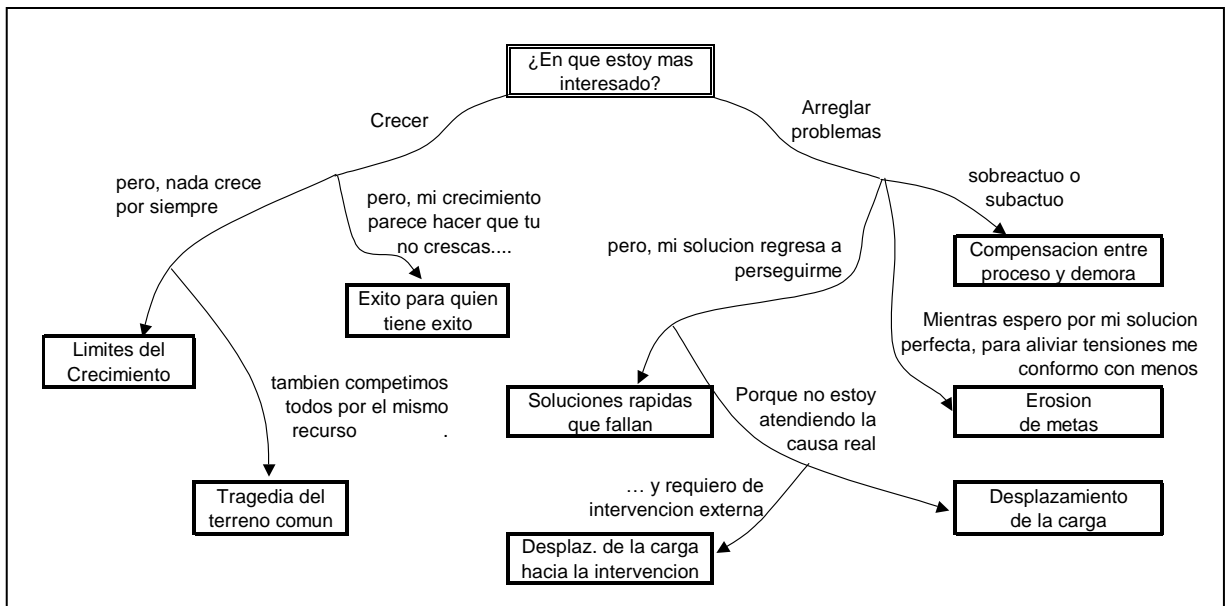 ¿En que estoy mas
interesado?
Crecer
Arreglar
problemas
pero, nada crece
por siempre
pero, mi crecimiento
parece hacer que tu
no crescas....
sobreactuo o
subactuo
pero, mi solucion regresa a
perseguirme
Compensacion entre
proceso y demora
Exito para quien
tiene exito
Limites del
Crecimiento
Mientras espero por mi solucion
perfecta, para aliviar tensiones me
conformo con menos
tambien competimos
todos por el mismo
recurso .
Soluciones rapidas
que fallan
Porque no estoy
atendiendo la
causa real
Erosion
de metas
Tragedia del
terreno comun
… y requiero de
intervencion externa
Desplazamiento
de la carga
Desplaz. de la carga
hacia la intervencion